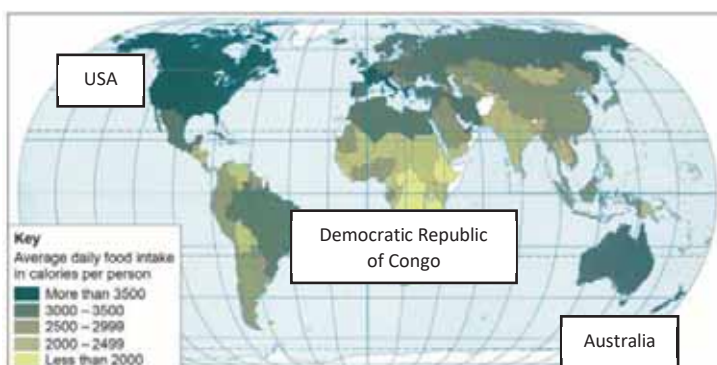 USA
Democratic Republic
of Congo
Australia
Key
Average daily food intake
in calories per person
More than 3500
3000 – 3500
2500 – 2999
2000 – 2499
Less than 2000